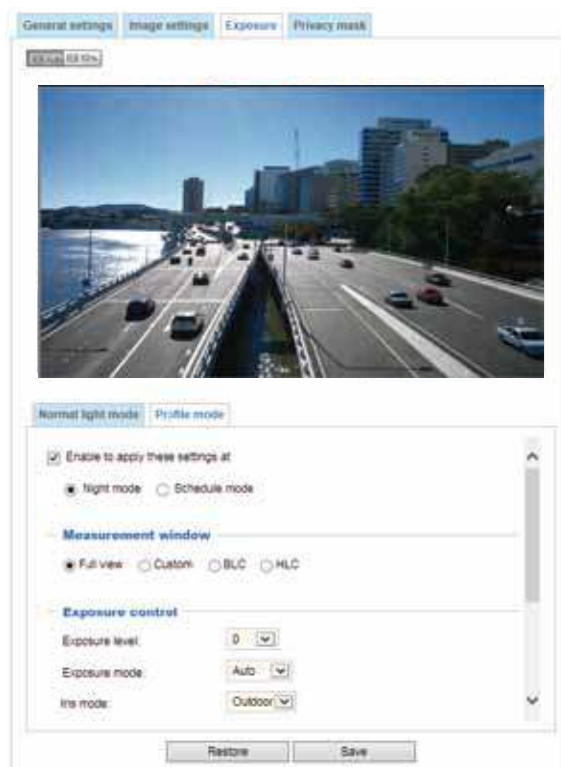 General settings Image settings Exposure Privacy mask
Normal light mode Profile mode
Enable to apply these settings at
Night mode Schedule mode
Measurement window
Full view Custom BLC HLC
Exposure control
Exposure level: 0
Exposure mode: Auto
Iris mode: Outdoor
Restore Save